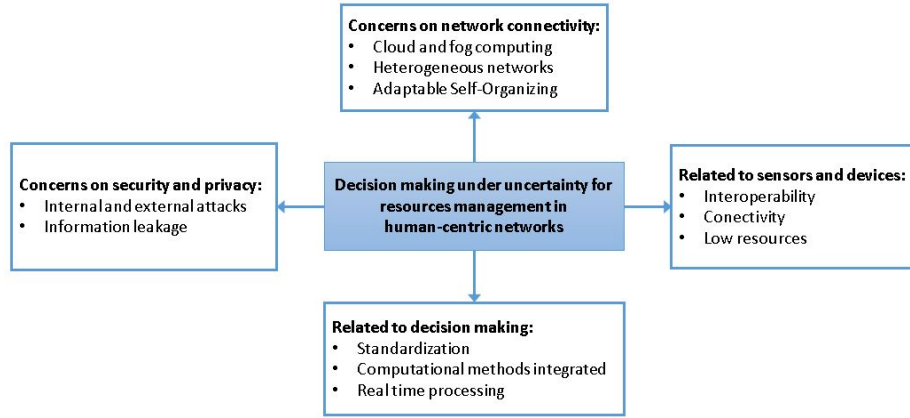 Concerns on network connectivity:
• Cloud and fog computing
• Heterogeneous networks
• Adaptable Self-Organizing
Concerns on security and privacy:
• Internal and external attacks
• Information leakage
Decision making under uncertainty for
resources management in
human-centric networks
Related to sensors and devices:
• Interoperability
• Conectivity
• Low resources
Related to decision making:
• Standardization
• Computational methods integrated
• Real time processing